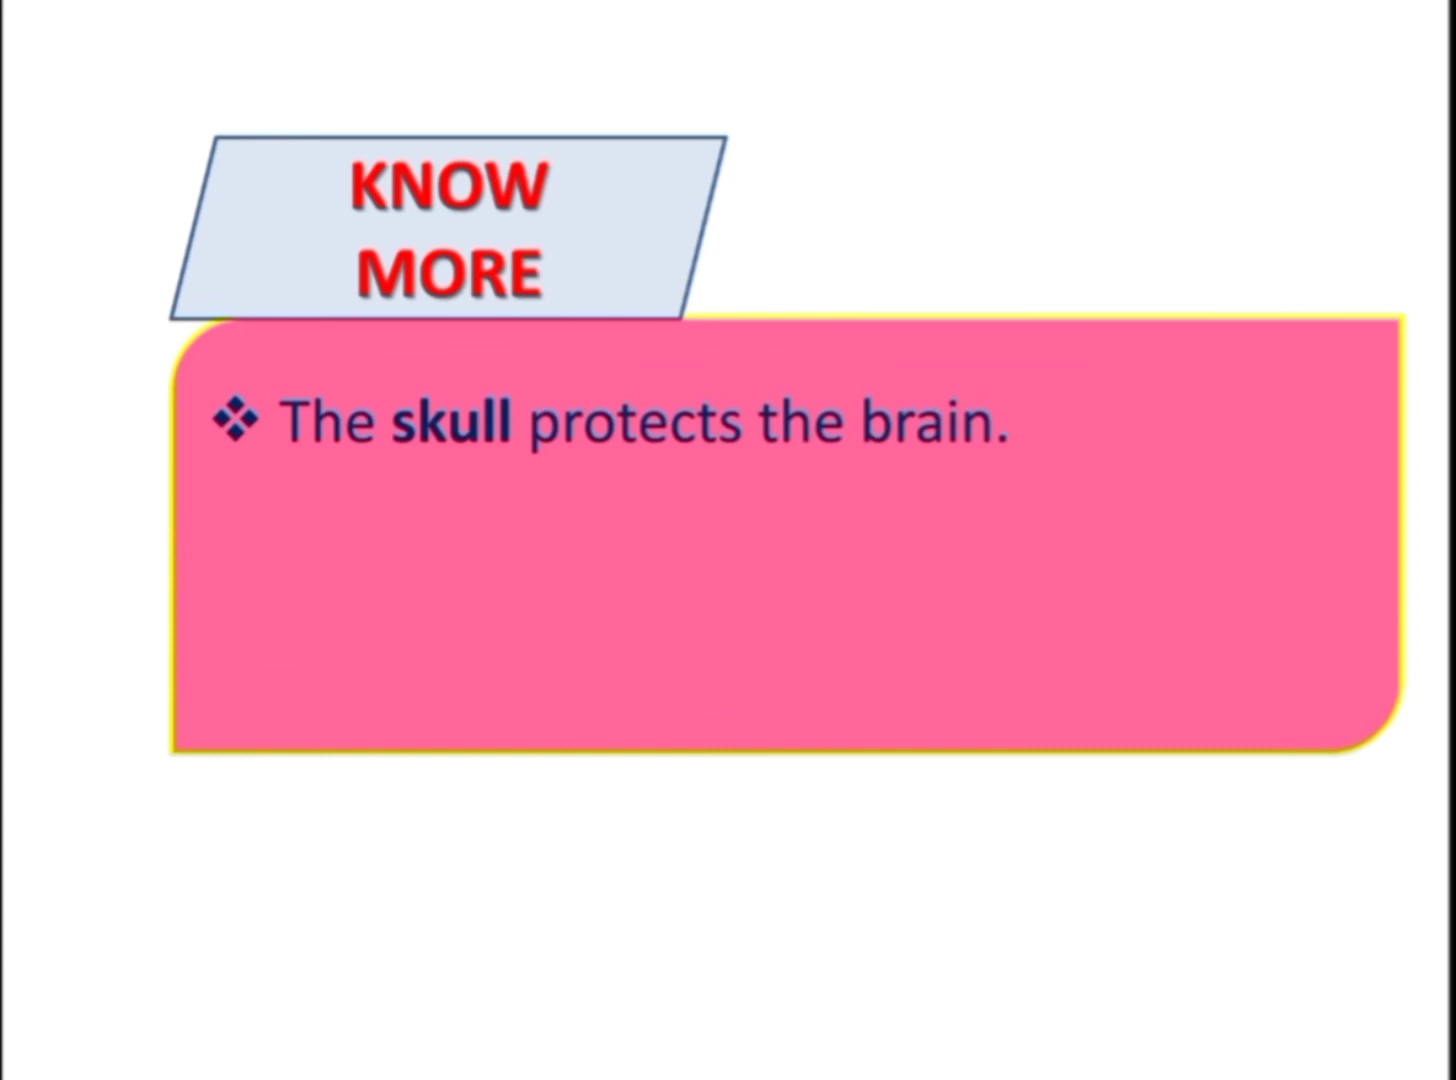 KNOW
MORE
❖ The skull protects the brain.